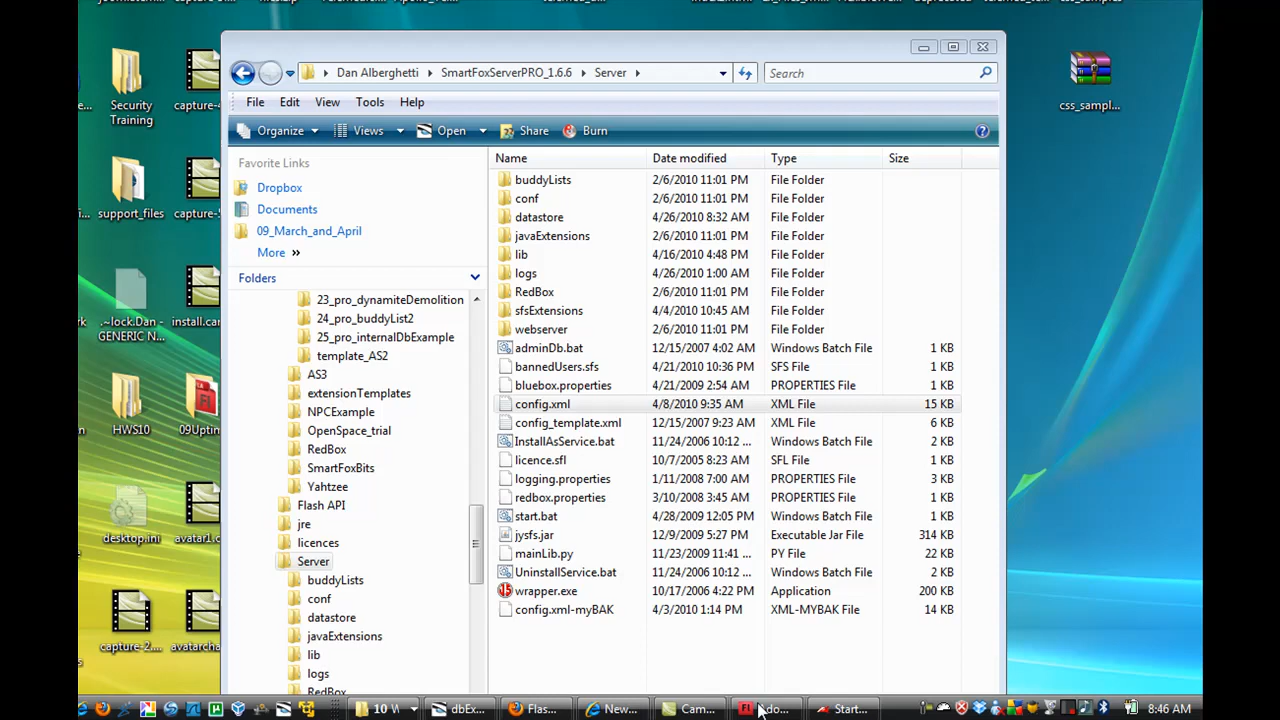 Security Training
capture-4
support_files
capture-5
.~lock.Dan - GENERIC N...
install.car
HWS10
09Uptin
desktop.ini
avatar1.c
capture-2....
avatarcha
css_sampl...
Dan Alberghetti SmartFoxServerPRO_1.6.6 Server
Search
File Edit View Tools Help
Organize Views Open Share Burn
Favorite Links
Dropbox
Documents
09_March_and_April
More »
Folders
23_pro_dynamiteDemolition
24_pro_buddyList2
25_pro_internalDbExample
template_AS2
AS3
extensionTemplates
NPCExample
OpenSpace_trial
RedBox
SmartFoxBits
Yahtzee
Flash API
jre
licences
Server
buddyLists
conf
datastore
javaExtensions
lib
logs
RedBox
Name Date modified Type Size
buddyLists 2/6/2010 11:01 PM File Folder
conf 2/6/2010 11:01 PM File Folder
datastore 4/26/2010 8:32 AM File Folder
javaExtensions 2/6/2010 11:01 PM File Folder
lib 4/16/2010 4:48 PM File Folder
logs 4/26/2010 1:00 AM File Folder
RedBox 2/6/2010 11:01 PM File Folder
sfsExtensions 4/4/2010 10:45 AM File Folder
webserver 2/6/2010 11:01 PM File Folder
adminDb.bat 12/15/2007 4:02 AM Windows Batch File 1 KB
bannedUsers.sfs 4/21/2010 10:36 PM SFS File 1 KB
bluebox.properties 4/21/2009 2:54 AM PROPERTIES File 1 KB
config.xml 4/8/2010 9:35 AM XML File 15 KB
config_template.xml 12/15/2007 9:23 AM XML File 6 KB
InstallAsService.bat 11/24/2006 10:12 ... Windows Batch File 2 KB
licence.sfl 10/7/2005 8:23 AM SFL File 1 KB
logging.properties 1/11/2008 7:00 AM PROPERTIES File 3 KB
redbox.properties 3/10/2008 3:45 AM PROPERTIES File 1 KB
start.bat 4/28/2009 12:05 PM Windows Batch File 1 KB
jysfs.jar 12/9/2009 5:27 PM Executable Jar File 314 KB
mainLib.py 11/23/2009 11:41 ... PY File 22 KB
UninstallService.bat 11/24/2006 10:12 ... Windows Batch File 2 KB
wrapper.exe 10/17/2006 4:22 PM Application 200 KB
config.xml-myBAK 4/3/2010 1:14 PM XML-MYBAK File 14 KB
10 W dbEx... Flas... New... Cam... Start... 8:46 AM